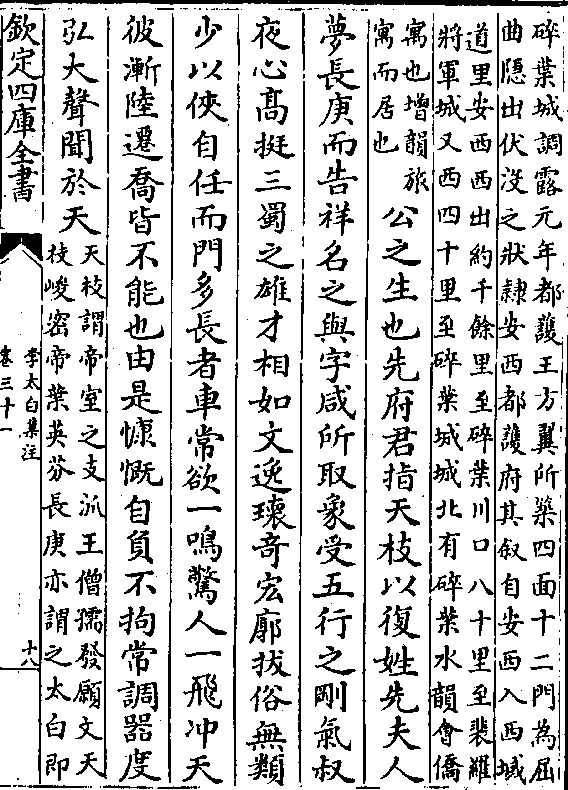 碎葉城調露元年都護王方翼所築四面十二門為屈
曲隠出伏没之狀隷安西都護府其叙自安西入西域
道里安西西出約千餘里至碎葉川口八十里至裴羅
將軍城又西四十里至碎葉城城北有碎葉水韻會僑
寓也增韻旅
寓而居也
公之生也先府君指天枝以復姓先夫人
夢長庚而告祥名之與字咸所取象受五行之剛氣叔
夜心髙挺三蜀之雄才相如文逸瓌竒宏廓拔俗無類
少以俠自任而門多長者車常欲一鳴驚人一飛冲天
彼漸陸遷喬皆不能也由是慷慨自負不拘常調器度
弘大聲聞於天
天枝謂帝室之支派王僧孺發願文天
枝峻密帝葉英芬長庚亦謂之太白即
欽定四庫全書
李太白集注
卷三十一
十八